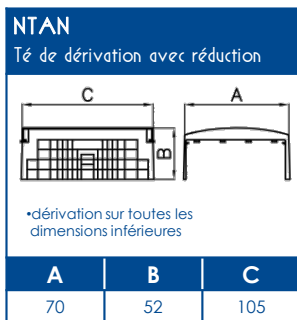 NTAN
Té de dérivation avec réduction
C
A
B
•dérivation sur toutes les
dimensions inférieures
A B C
70 52 105